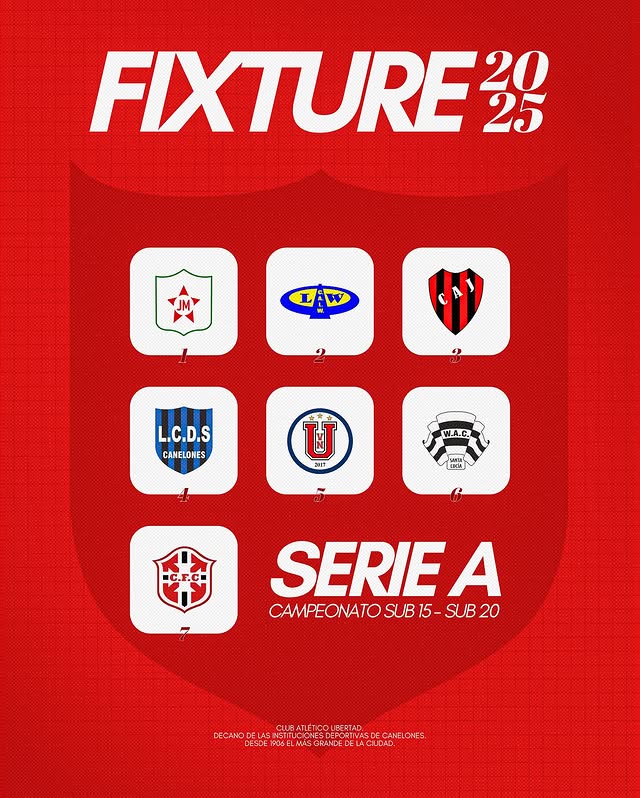 FIXTURE 20
25
JM
L W
C.A.L.W.
1
2
3
CAJ
L.C.D.S
CANELONES
U
VN
2017
W.A.C.
SANTA
LUCÍA
4
5
6
C.F.C
7
SERIE A
CAMPEONATO SUB 15 - SUB 20
CLUB ATLÉTICO LIBERTAD.
DECANO DE LAS INSTITUCIONES DEPORTIVAS DE CANELONES.
DESDE 1906 EL MÁS GRANDE DE LA CIUDAD.